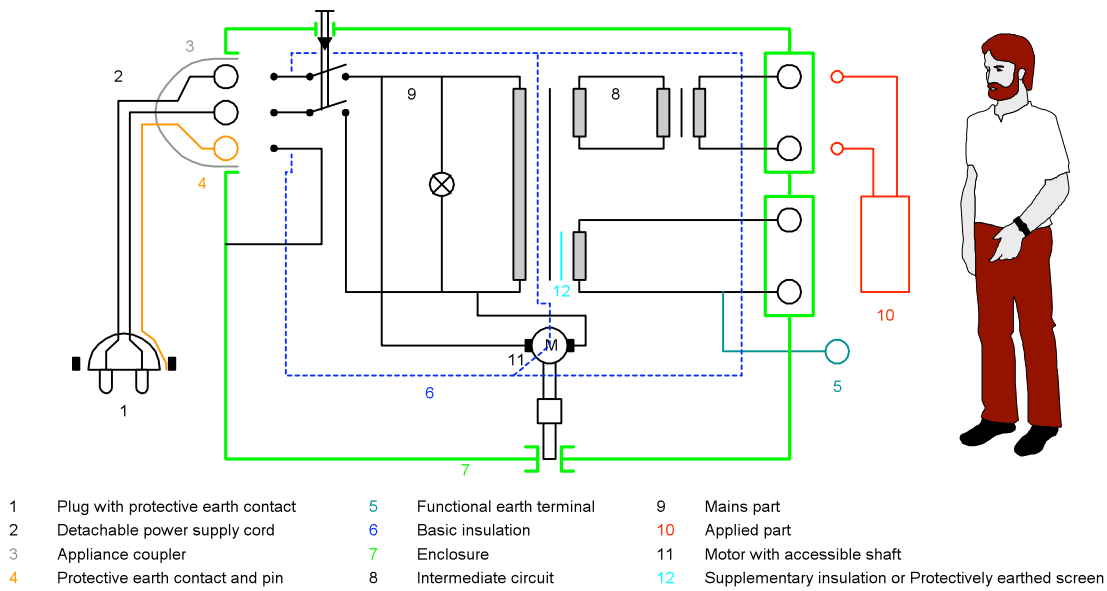 3
2
9
8
4
12
10
M
11
5
6
1
7
1 Plug with protective earth contact 5 Functional earth terminal 9 Mains part
2 Detachable power supply cord 6 Basic insulation 10 Applied part
3 Appliance coupler 7 Enclosure 11 Motor with accessible shaft
4 Protective earth contact and pin 8 Intermediate circuit 12 Supplementary insulation or Protectively earthed screen